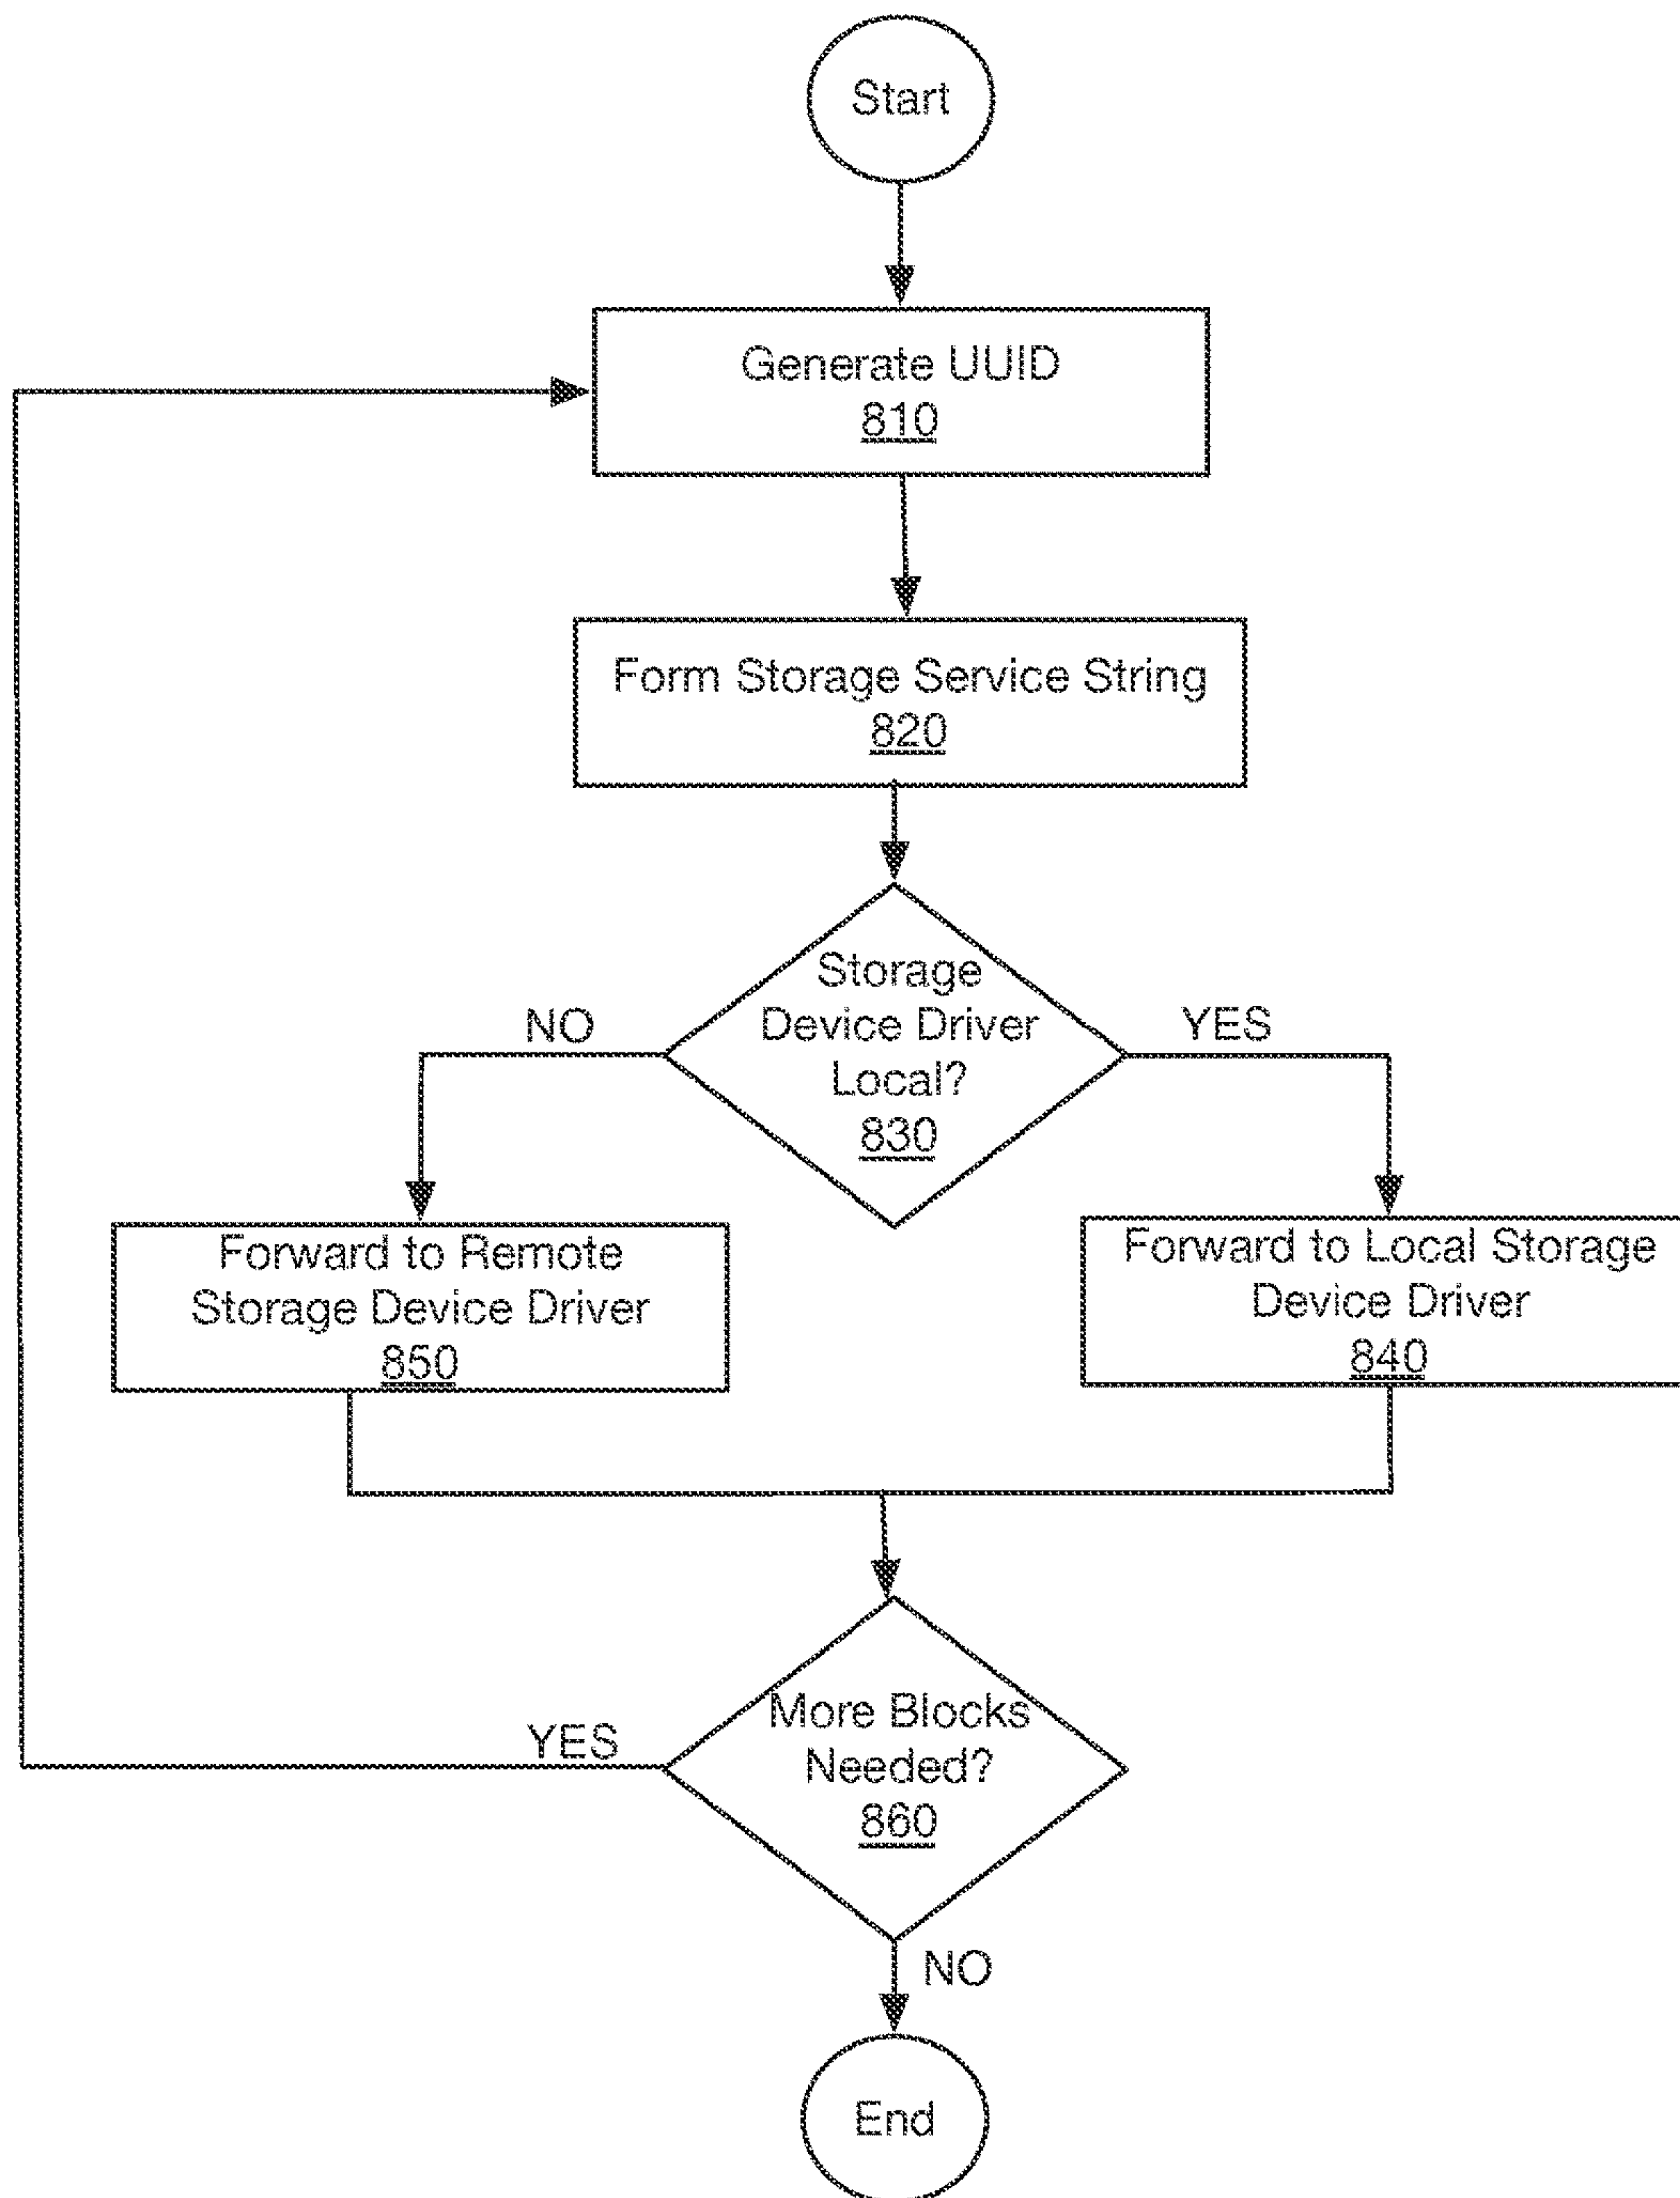 Start
Generate UUID
810
Form Storage Service String
820
Storage
Device Driver
Local?
830
NO
YES
Forward to Remote
Storage Device Driver
850
Forward to Local Storage
Device Driver
840
More Blocks
Needed?
860
YES
NO
End